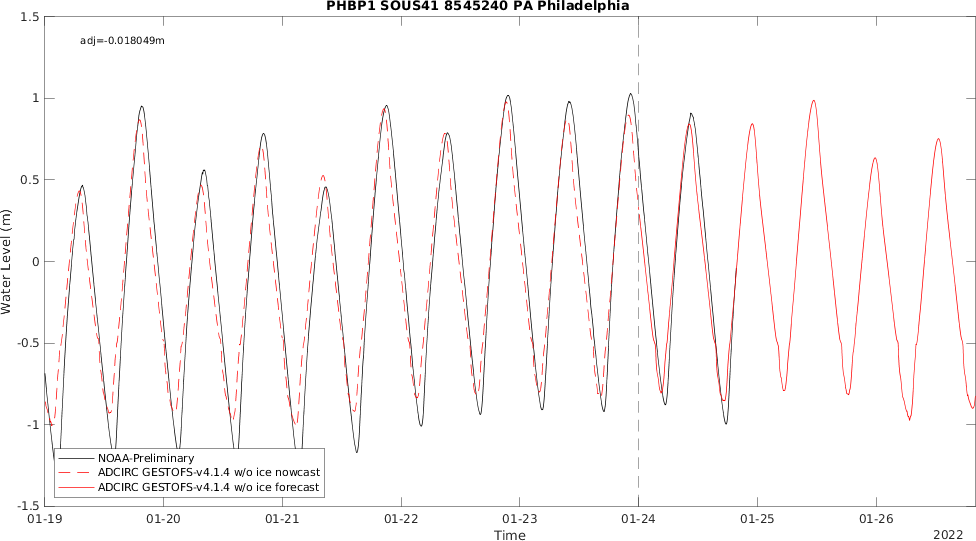 PHBP1 SOUS41 8545240 PA Philadelphia
adj=-0.018049m
1.5
1
0.5
0
-0.5
-1
-1.5
Water Level (m)
NOAA-Preliminary
ADCIRC GESTOFS-v4.1.4 w/o ice nowcast
ADCIRC GESTOFS-v4.1.4 w/o ice forecast
01-19 01-20 01-21 01-22 01-23 01-24 01-25 01-26
Time
2022